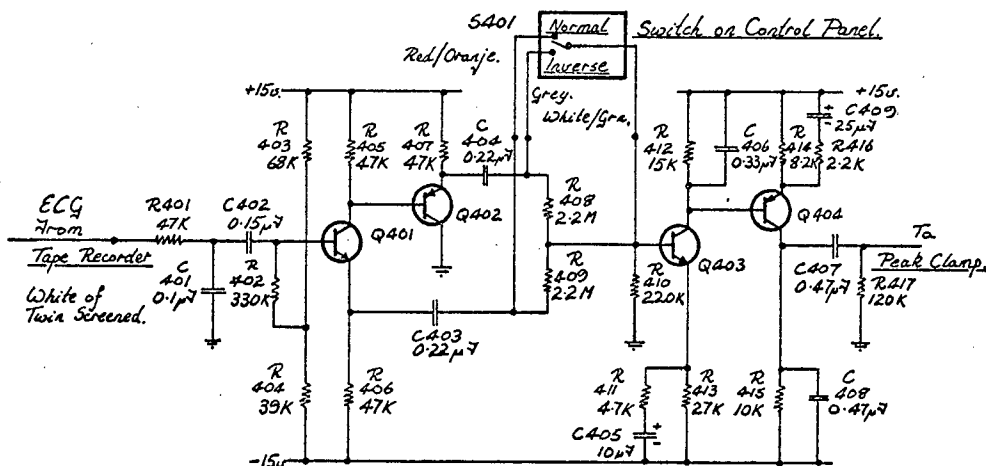 S401
Normal
Inverse
Switch on Control Panel.
Red/Oranje.
Grey.
White/Grn.
+15v.
R
403
68K
R
405
47K
R
407
47K
C
404
0.22µf
+15v.
R
412
15K
C
406
0.33µf
R
414
8.2K
+
-
C409
25µf
R416
2.2K
ECG
From
Tape Recorder
White of
Twin Screened.
R401
47K
C402
0.15µf
C
401
0.1µf
R
402
330K
Q401
Q402
R
408
2.2M
R
409
2.2M
R
410
220K
Q403
Q404
C403
0.22µf
C407
0.47µf
To
Peak Clamp.
R417
120K
R
404
39K
R
406
47K
R
411
4.7K
C405
10µf
+
-
R
413
27K
R
415
10K
C
408
0.47µf
-15v